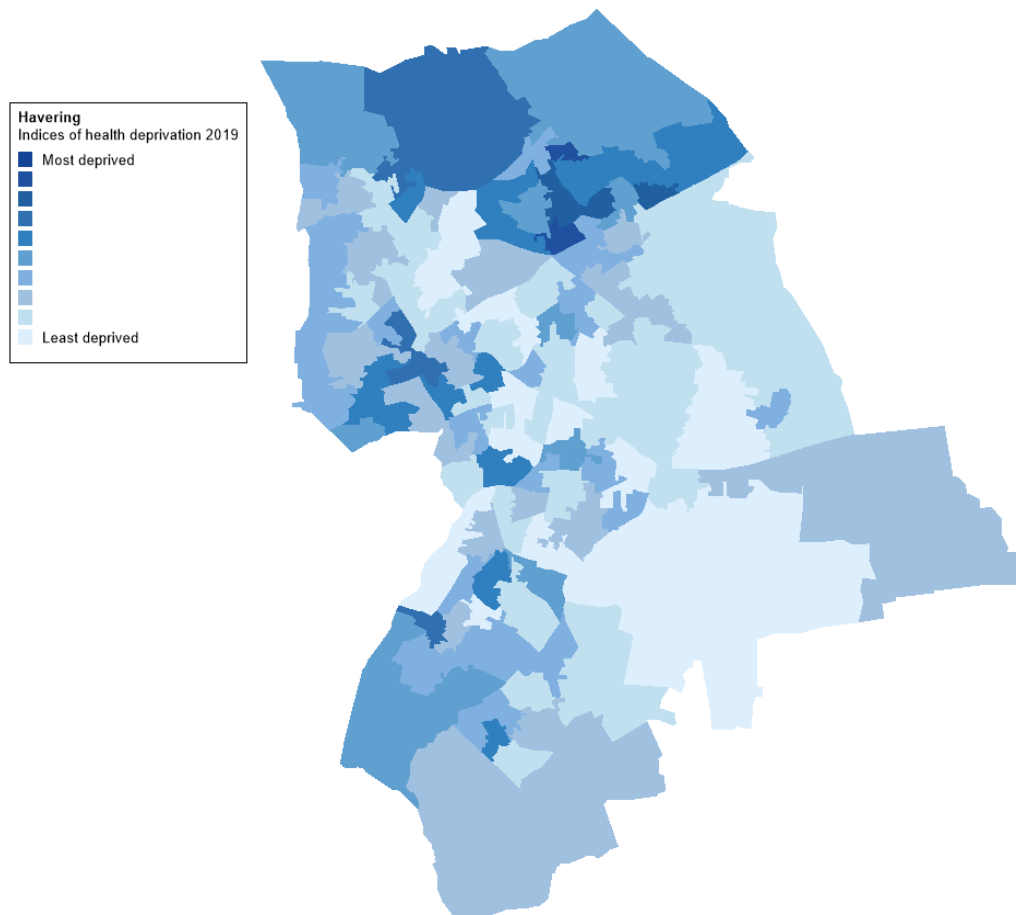 Havering
Indices of health deprivation 2019
Most deprived
Least deprived